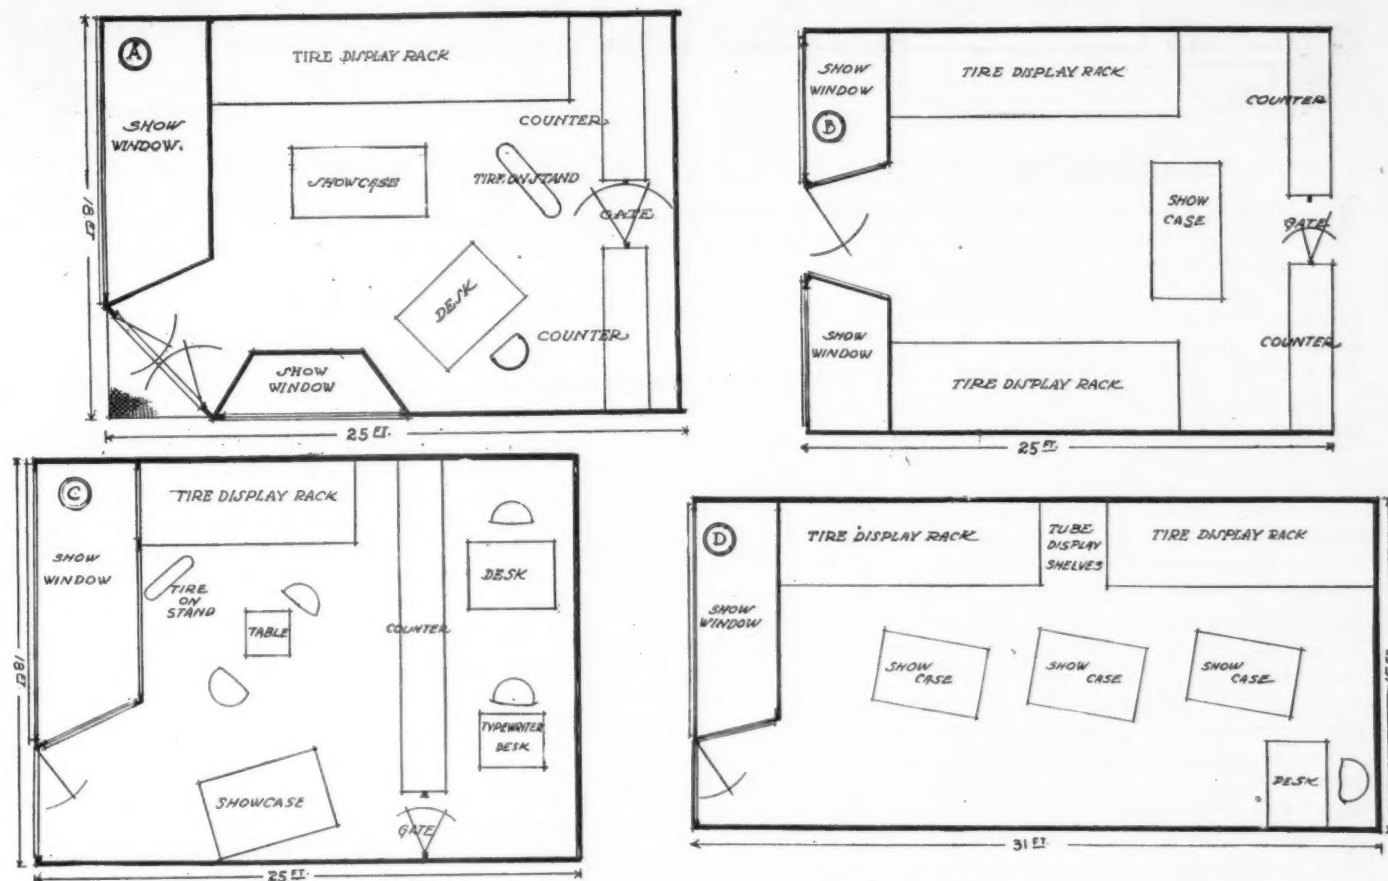 A
TIRE DISPLAY RACK
SHOW
WINDOW.
COUNTER
SHOWCASE
TIRE ON STAND
GATE
18 FT
DESK
COUNTER
SHOW
WINDOW
25 FT.
SHOW
WINDOW
B
TIRE DISPLAY RACK
COUNTER
SHOW
CASE
GATE
SHOW
WINDOW
COUNTER
TIRE DISPLAY RACK
25 FT.
C
TIRE DISPLAY RACK
SHOW
WINDOW
TIRE
ON
STAND
TABLE
COUNTER
DESK
18 FT.
TYPEWRITER
DESK
SHOWCASE
GATE
25 FT.
D
TIRE DISPLAY RACK
TUBE
DISPLAY
SHELVES
TIRE DISPLAY RACK
SHOW
WINDOW
SHOW
CASE
SHOW
CASE
SHOW
CASE
DESK
31 FT.